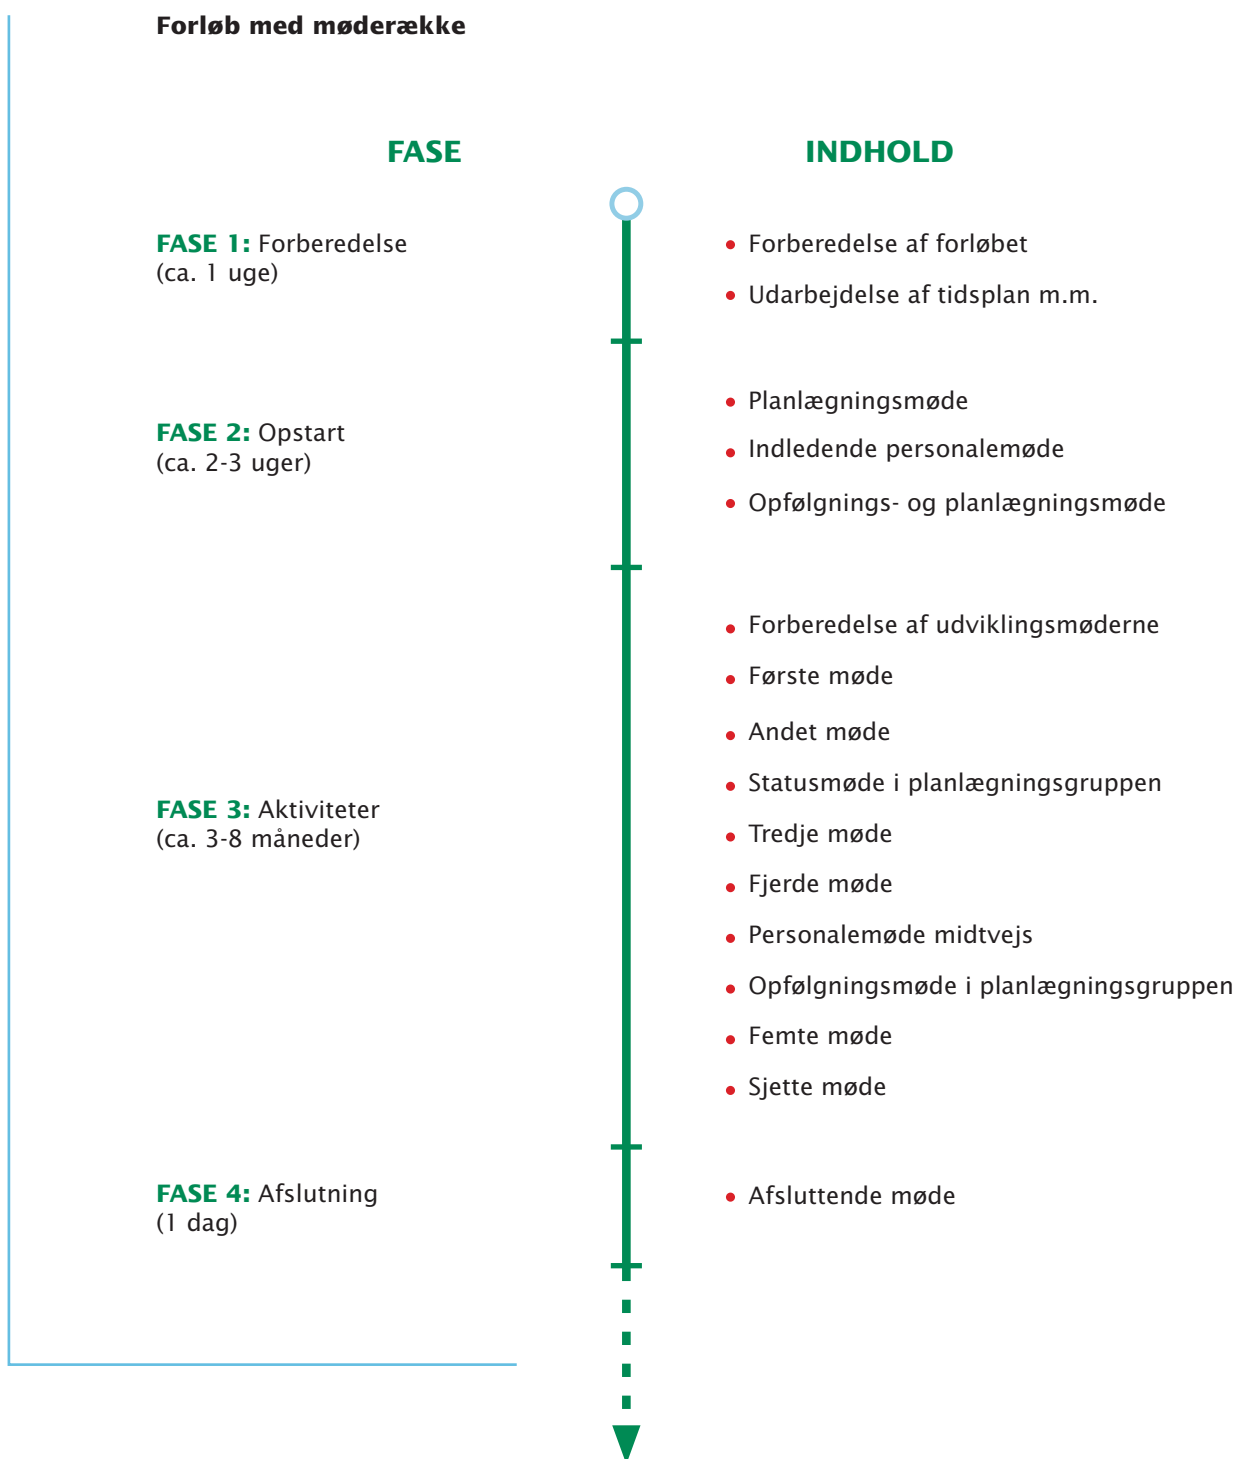 Forløb med møderække
FASE
INDHOLD
FASE 1: Forberedelse
(ca. 1 uge)
• Forberedelse af forløbet
• Udarbejdelse af tidsplan m.m.
FASE 2: Opstart
(ca. 2-3 uger)
• Planlægningsmøde
• Indledende personalemøde
• Opfølgnings- og planlægningsmøde
FASE 3: Aktiviteter
(ca. 3-8 måneder)
• Forberedelse af udviklingsmøderne
• Første møde
• Andet møde
• Statusmøde i planlægningsgruppen
• Tredje møde
• Fjerde møde
• Personalemøde midtvejs
• Opfølgningsmøde i planlægningsgruppen
• Femte møde
• Sjette møde
FASE 4: Afslutning
(1 dag)
• Afsluttende møde